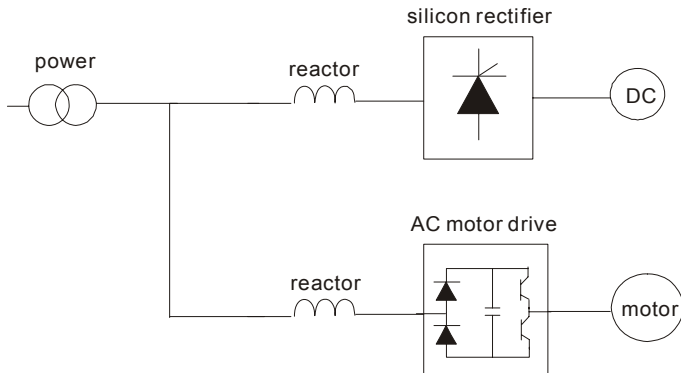 silicon rectifier
power
reactor
DC
AC motor drive
reactor
motor